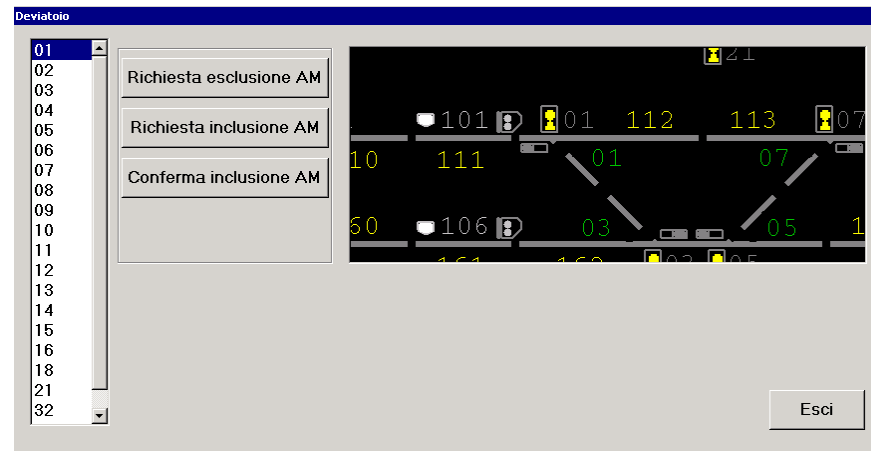 Deviatoio
01
02
03
04
05
06
07
08
09
10
11
12
13
14
15
16
18
21
32
Richiesta esclusione AM
Richiesta inclusione AM
Conferma inclusione AM
21
101 01 112 113 07
10 111 01 07
60 106 03 05 1
Esci